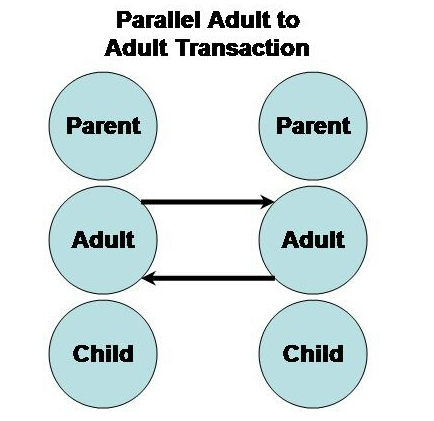 Parallel Adult to
Adult Transaction
Parent Parent
Adult Adult
Child Child